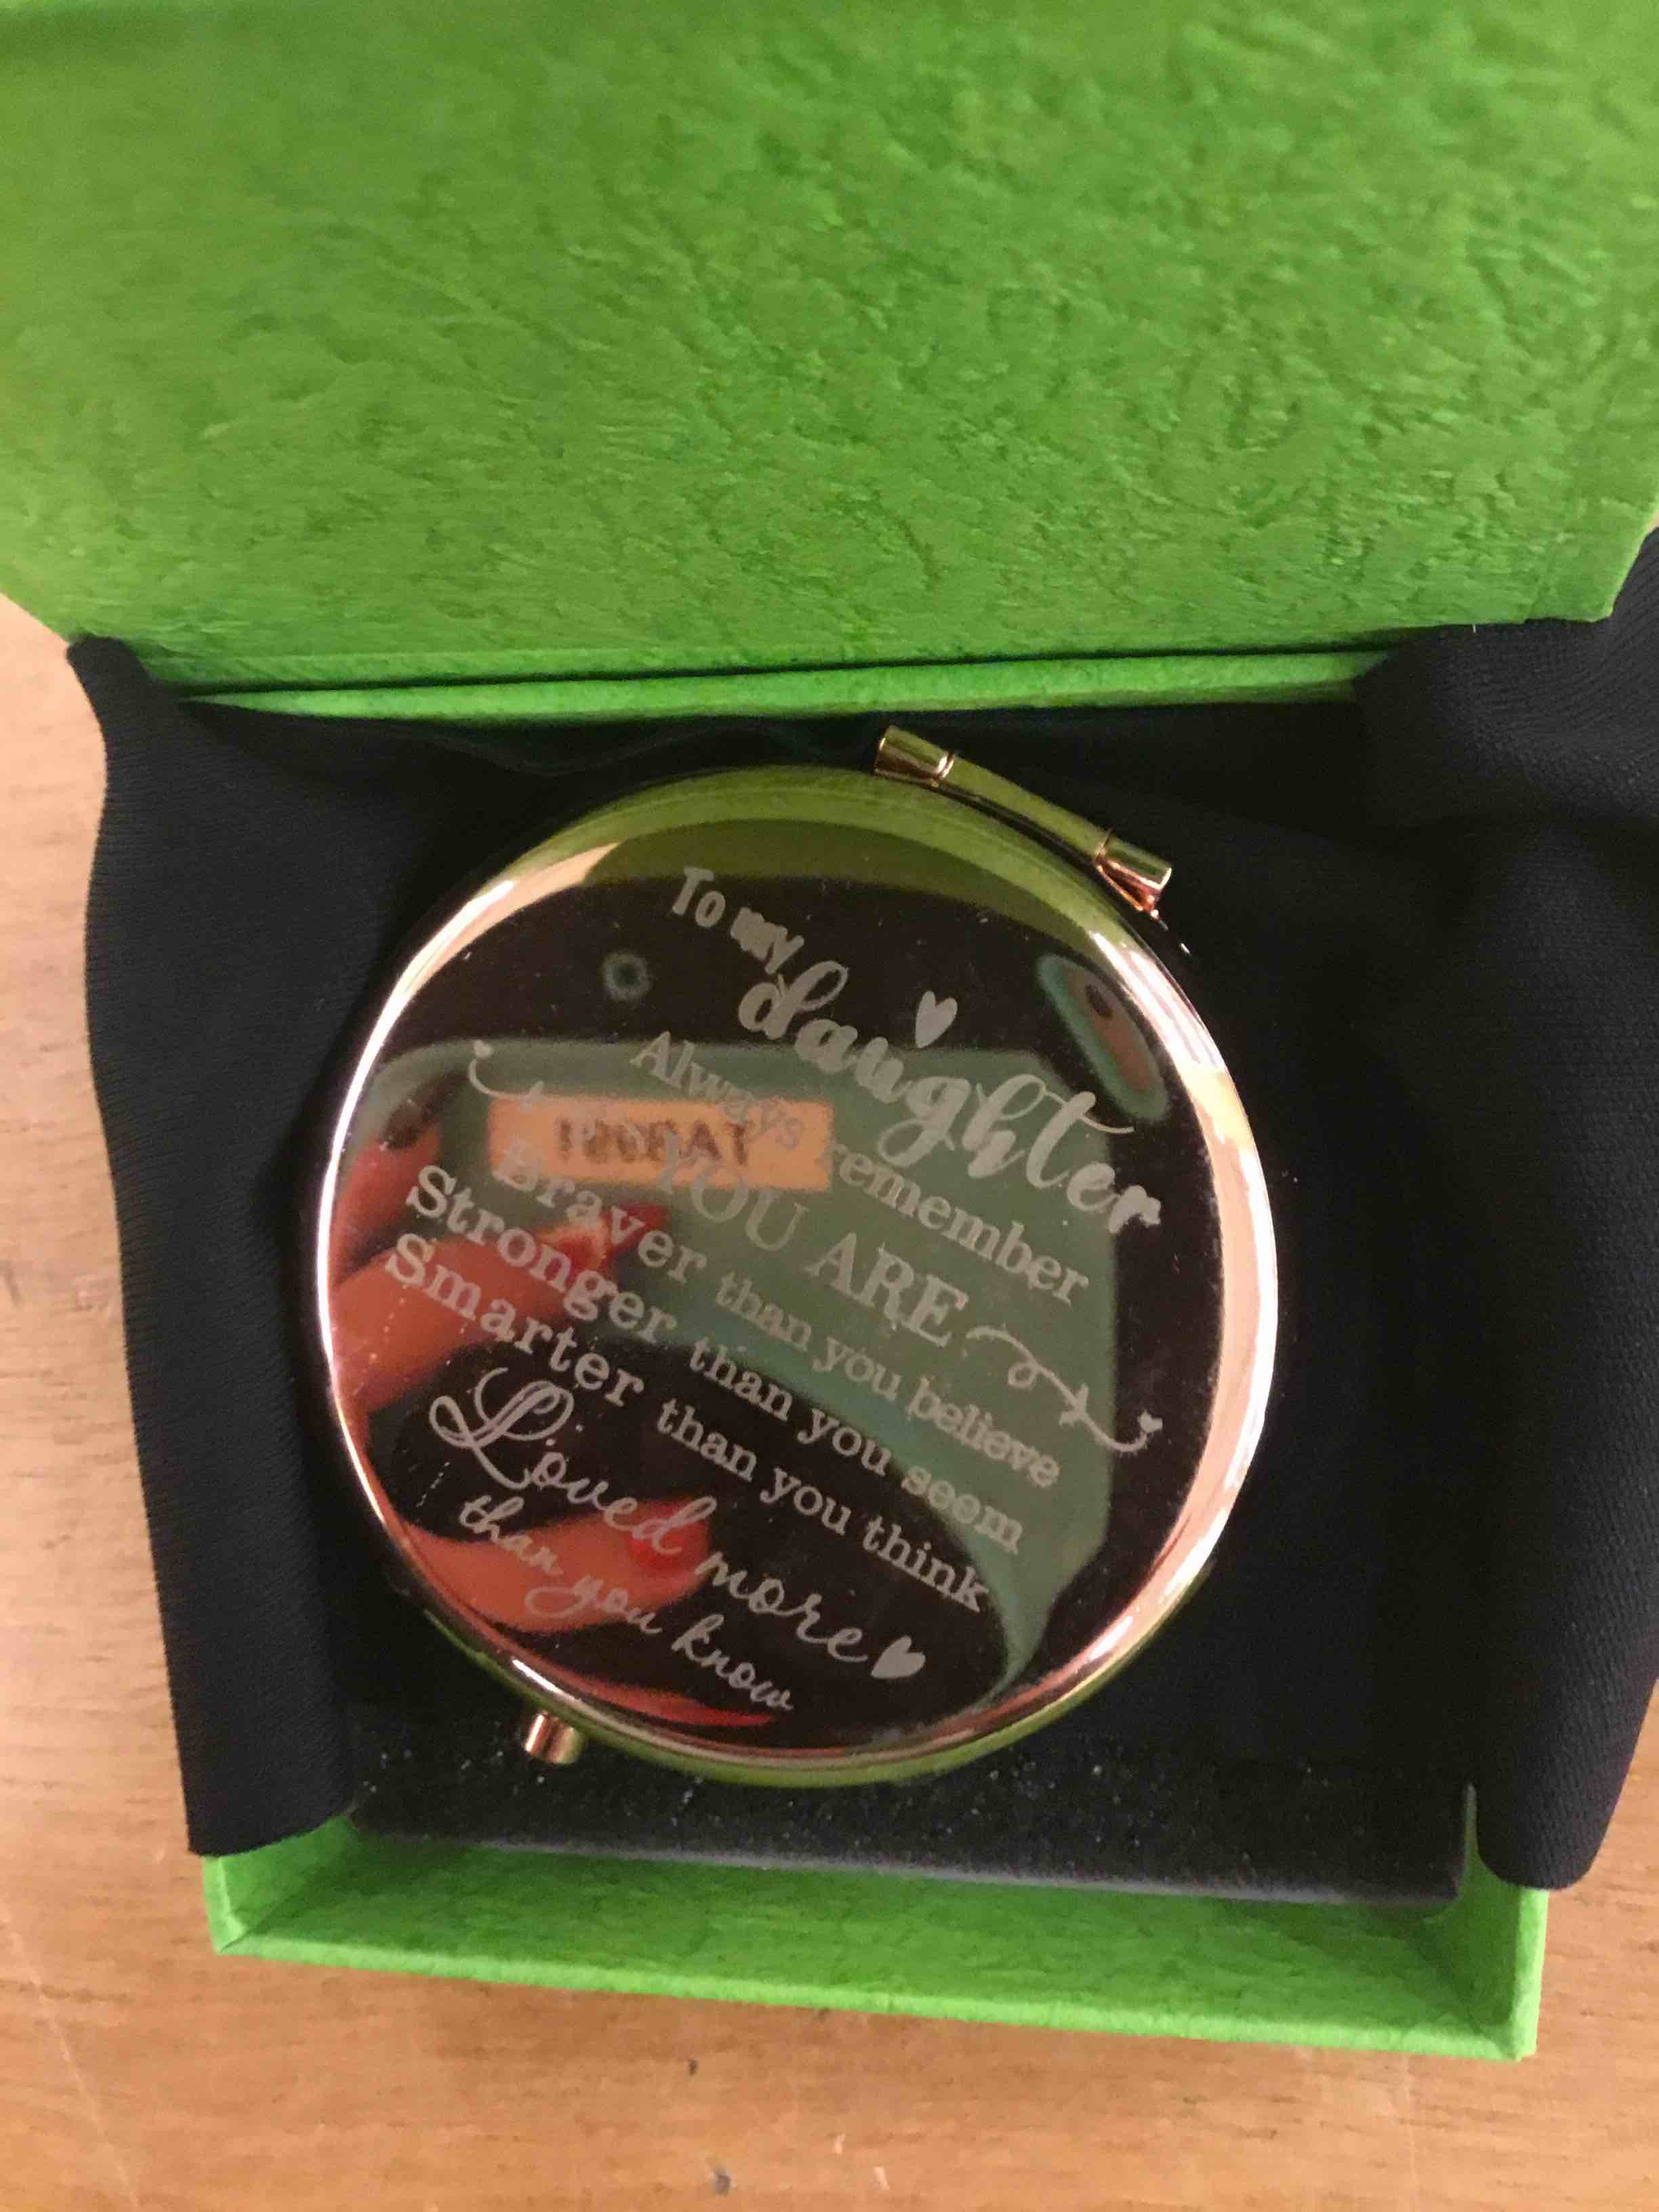 To my
daughter
Always remember
YOU ARE
Braver than you believe
Stronger than you seem
Smarter than you think
Loved more
than you know